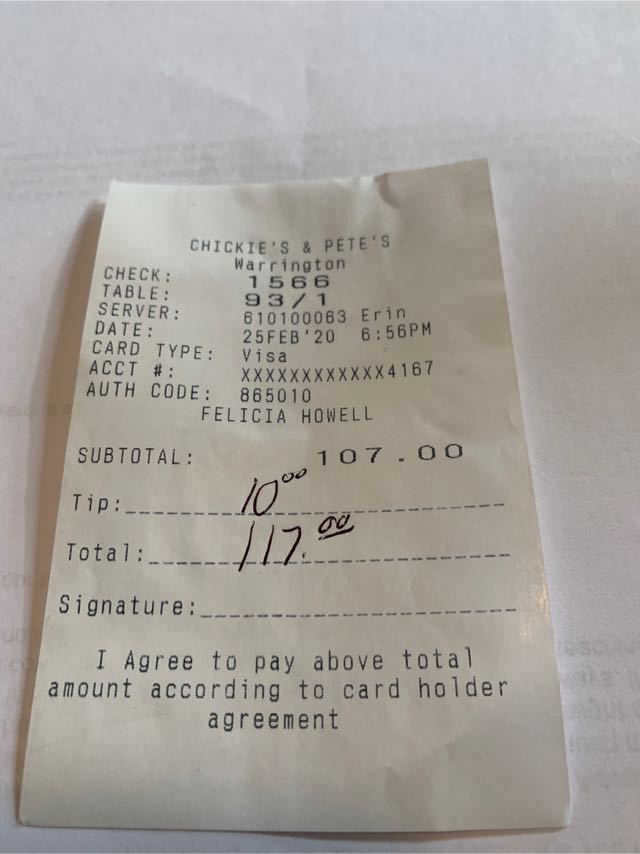 CHICKIE'S & PETE'S
Warrington
CHECK: 1566
TABLE: 93/1
SERVER: 610100063 Erin
DATE: 25FEB'20 6:56PM
CARD TYPE: Visa
ACCT #: XXXXXXXXXXXX4167
AUTH CODE: 865010
FELICIA HOWELL
SUBTOTAL: 107.00
Tip: 10.00
Total: 117.00
Signature:
I Agree to pay above total
amount according to card holder
agreement